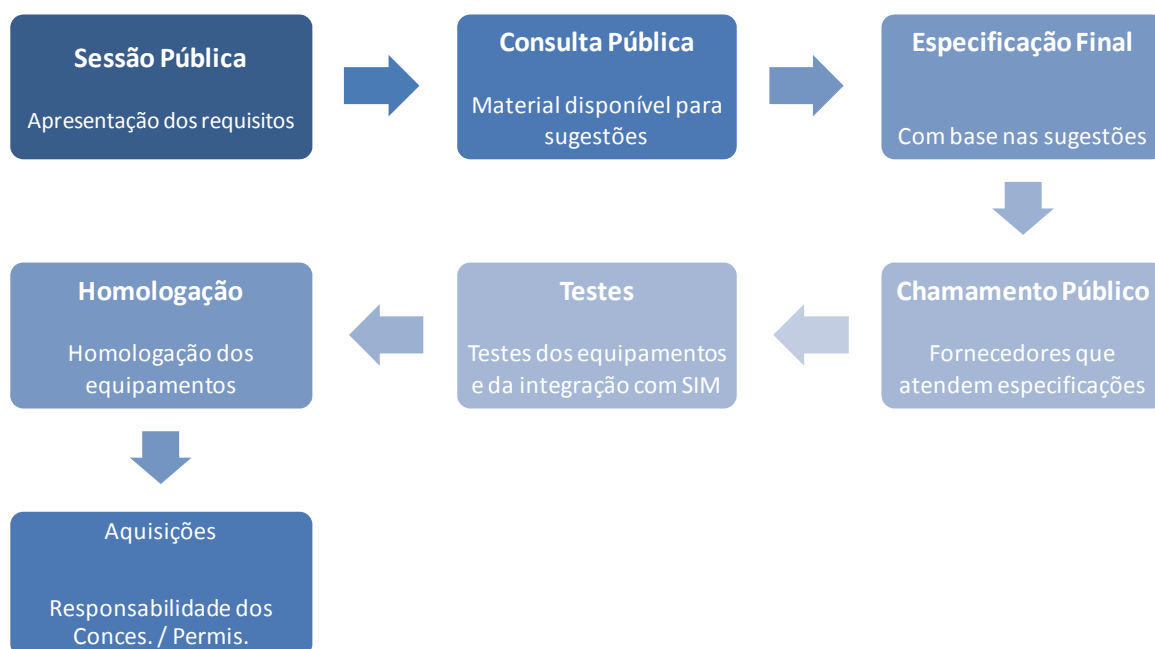 Sessão Pública
Apresentação dos requisitos
Consulta Pública
Material disponível para
sugestões
Especificação Final
Com base nas sugestões
Chamamento Público
Fornecedores que
atendem especificações
Testes
Testes dos equipamentos
e da integração com SIM
Homologação
Homologação dos
equipamentos
Aquisições
Responsabilidade dos
Conces. / Permis.